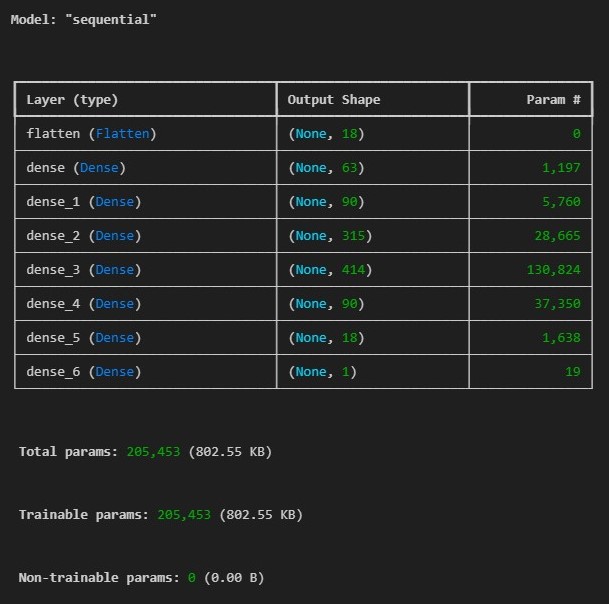 Model: "sequential"
Layer (type) Output Shape Param #
flatten (Flatten) (None, 18) 0
dense (Dense) (None, 63) 1,197
dense_1 (Dense) (None, 90) 5,760
dense_2 (Dense) (None, 315) 28,665
dense_3 (Dense) (None, 414) 130,824
dense_4 (Dense) (None, 90) 37,350
dense_5 (Dense) (None, 18) 1,638
dense_6 (Dense) (None, 1) 19
Total params: 205,453 (802.55 KB)
Trainable params: 205,453 (802.55 KB)
Non-trainable params: 0 (0.00 B)